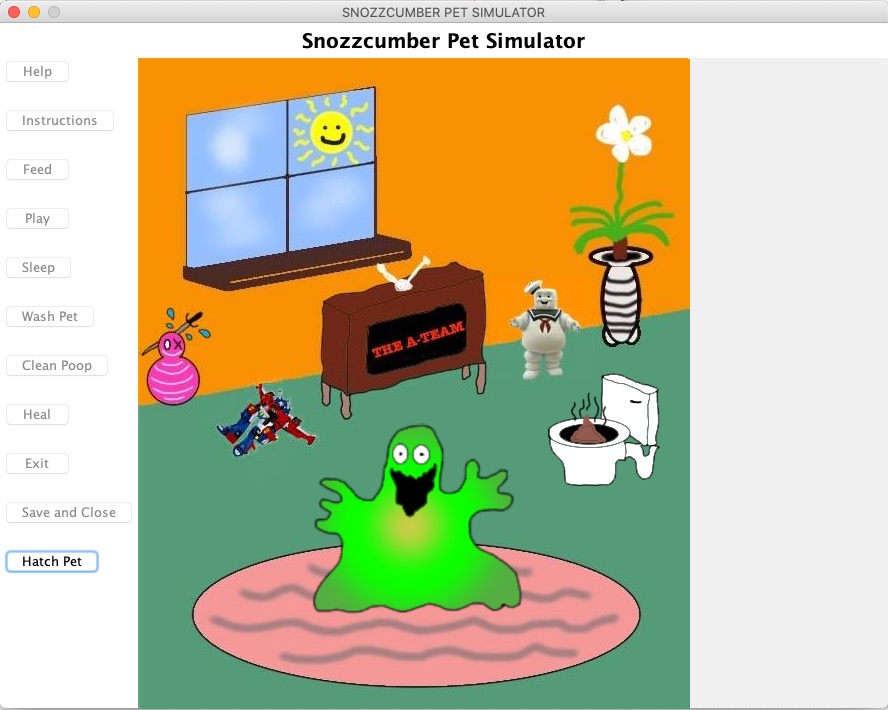 SNOZZCUMBER PET SIMULATOR
Snozzcumber Pet Simulator
Help
Instructions
Feed
Play
Sleep
Wash Pet
Clean Poop
Heal
Exit
Save and Close
Hatch Pet
THE A-TEAM